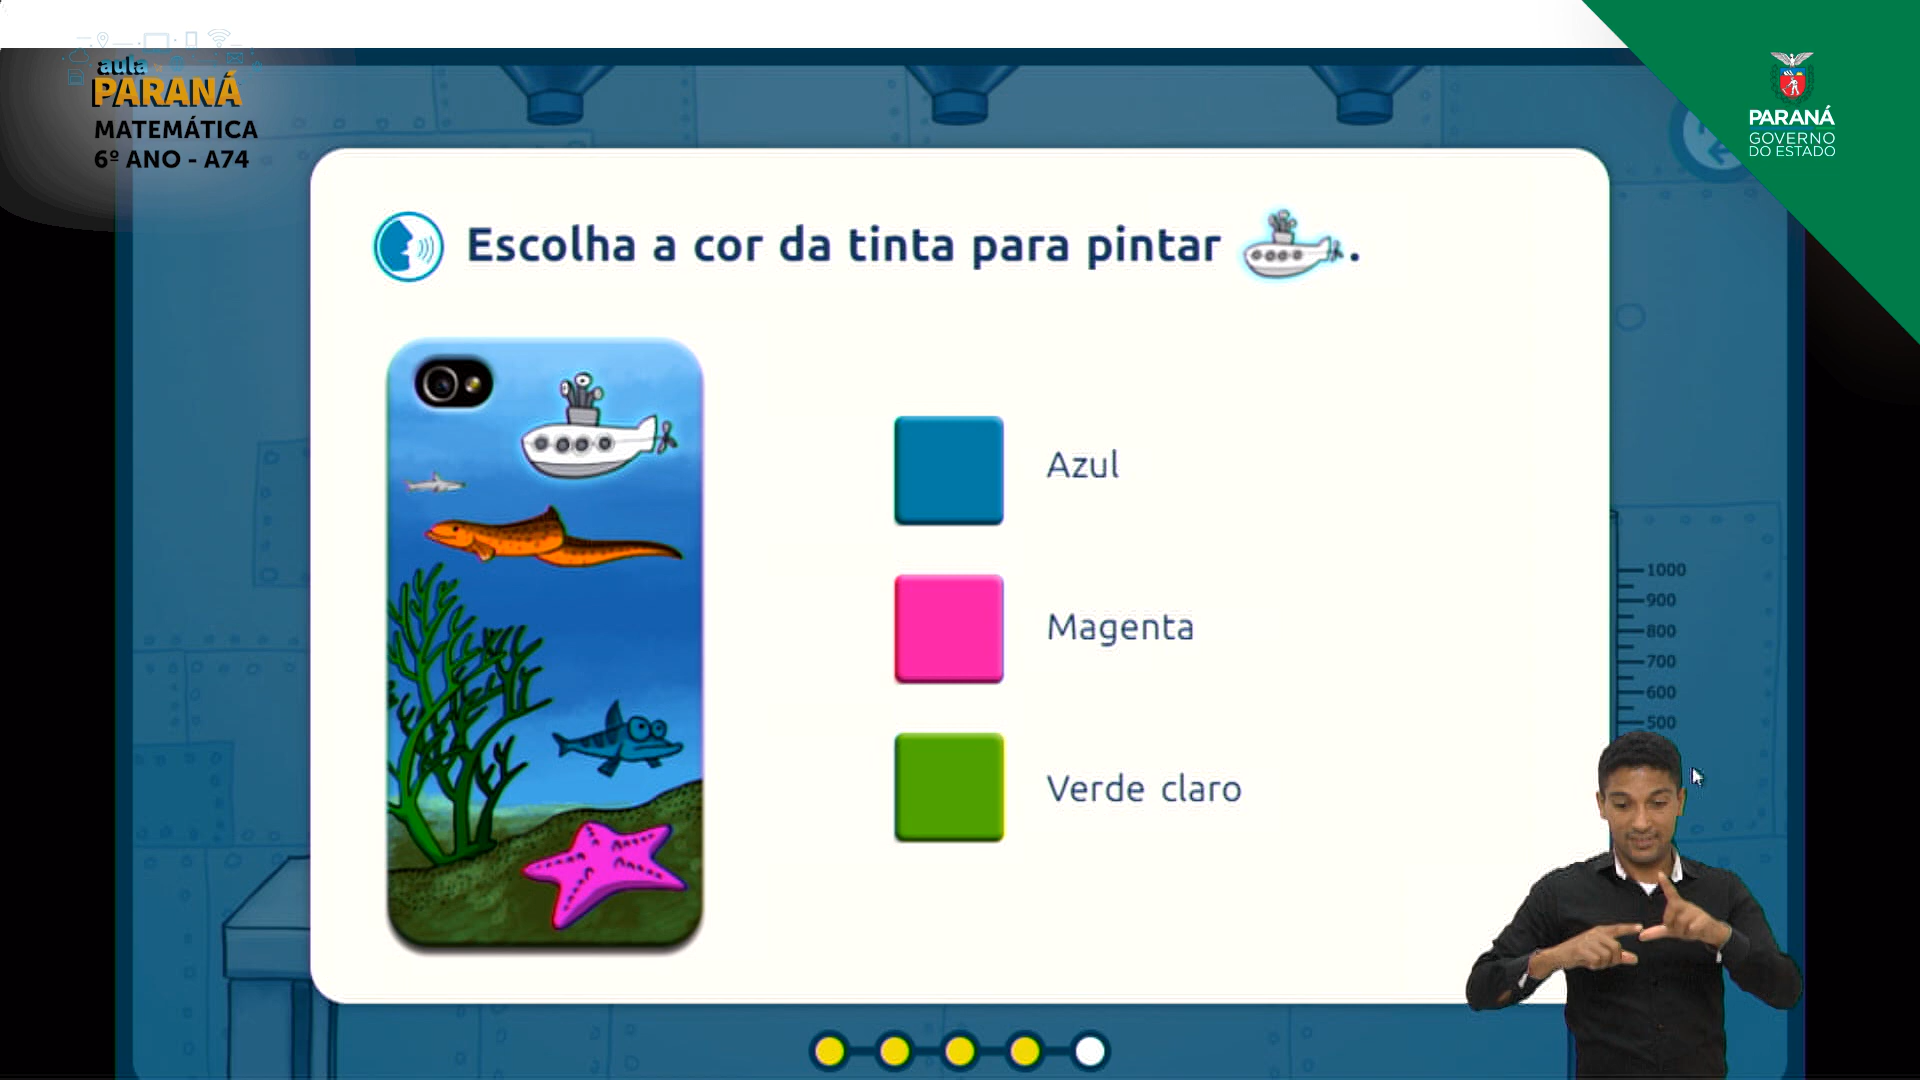 aula
PARANÁ
MATEMÁTICA
6º ANO - A74
PARANÁ
GOVERNO
DO ESTADO
Escolha a cor da tinta para pintar .
Azul
Magenta
Verde claro
1000
900
800
700
600
500